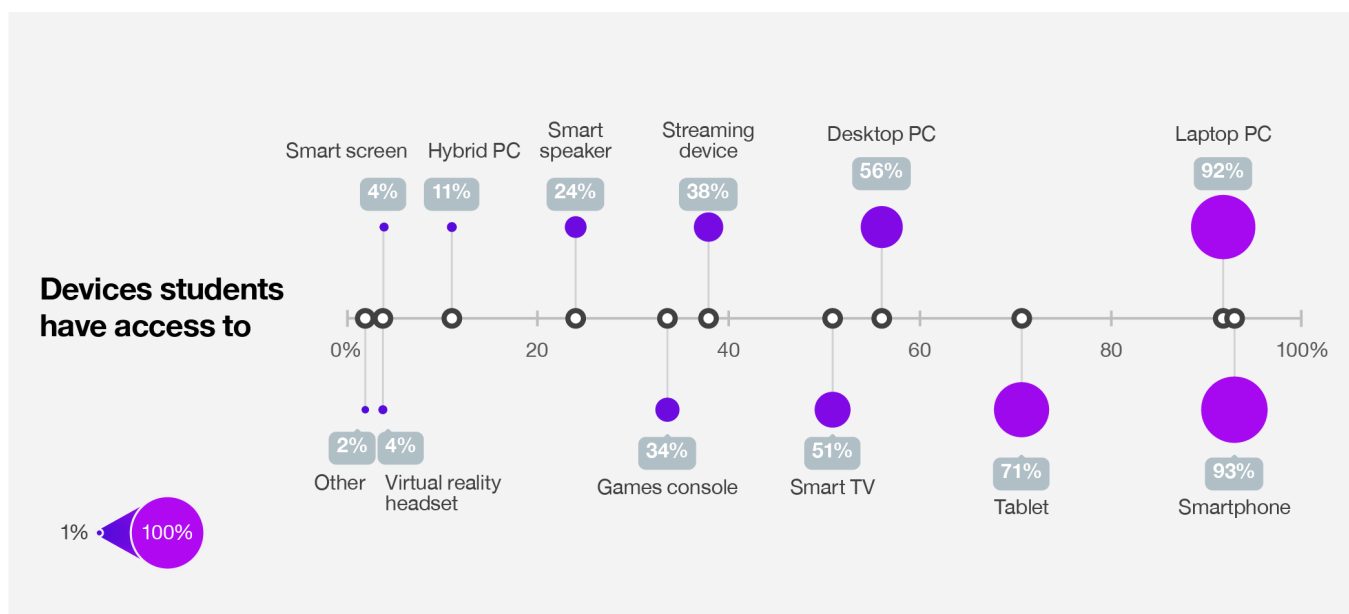 Smart screen
4%
Hybrid PC
11%
Smart
speaker
24%
Streaming
device
38%
Desktop PC
56%
Laptop PC
92%
Devices students
have access to
0%
20
40
60
80
100%
2%
Other
4%
Virtual reality
headset
34%
Games console
51%
Smart TV
71%
Tablet
93%
Smartphone
1%
100%